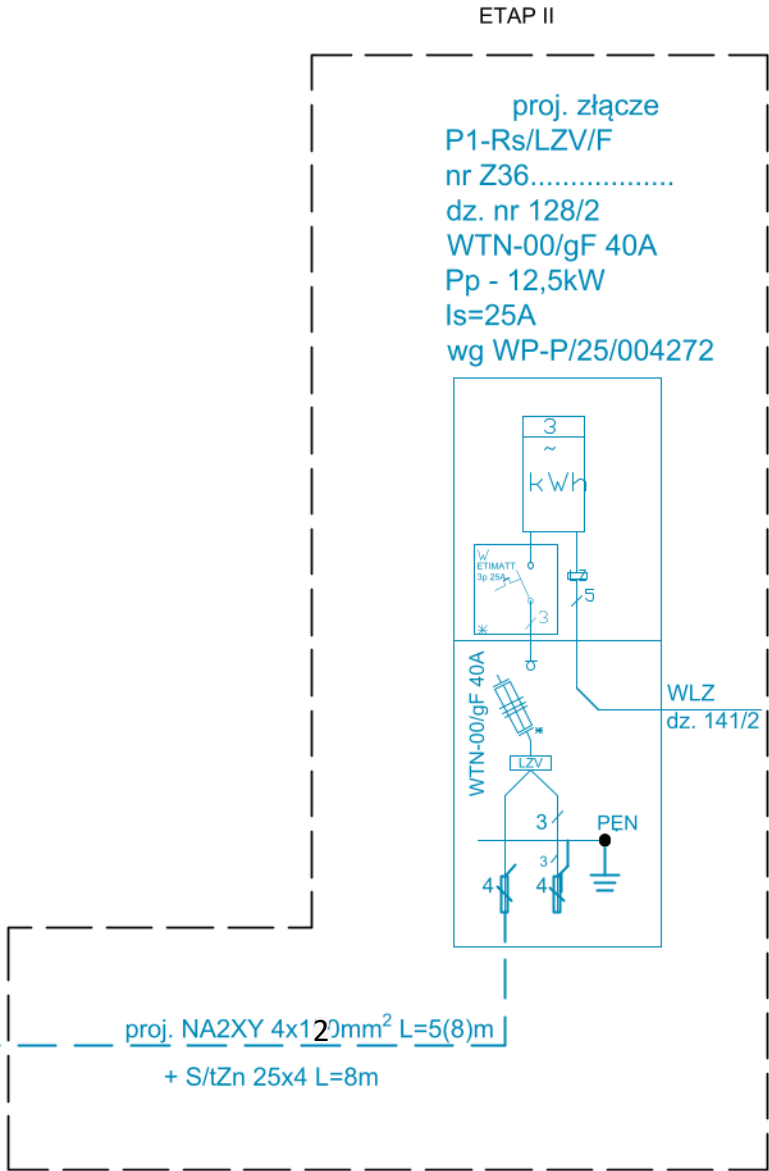 ETAP II
proj. złącze
P1-Rs/LZV/F
nr Z36..................
dz. nr 128/2
WTN-00/gF 40A
Pp - 12,5kW
Is=25A
wg WP-P/25/004272
3
~
kWh
W
ETIMATT
3p 25A
LZ
5
3
WTN-00/gF 40A
WLZ
dz. 141/2
LZV
3
PEN
3
4
4
proj. NA2XY 4x120mm² L=5(8)m
+ S/tZn 25x4 L=8m